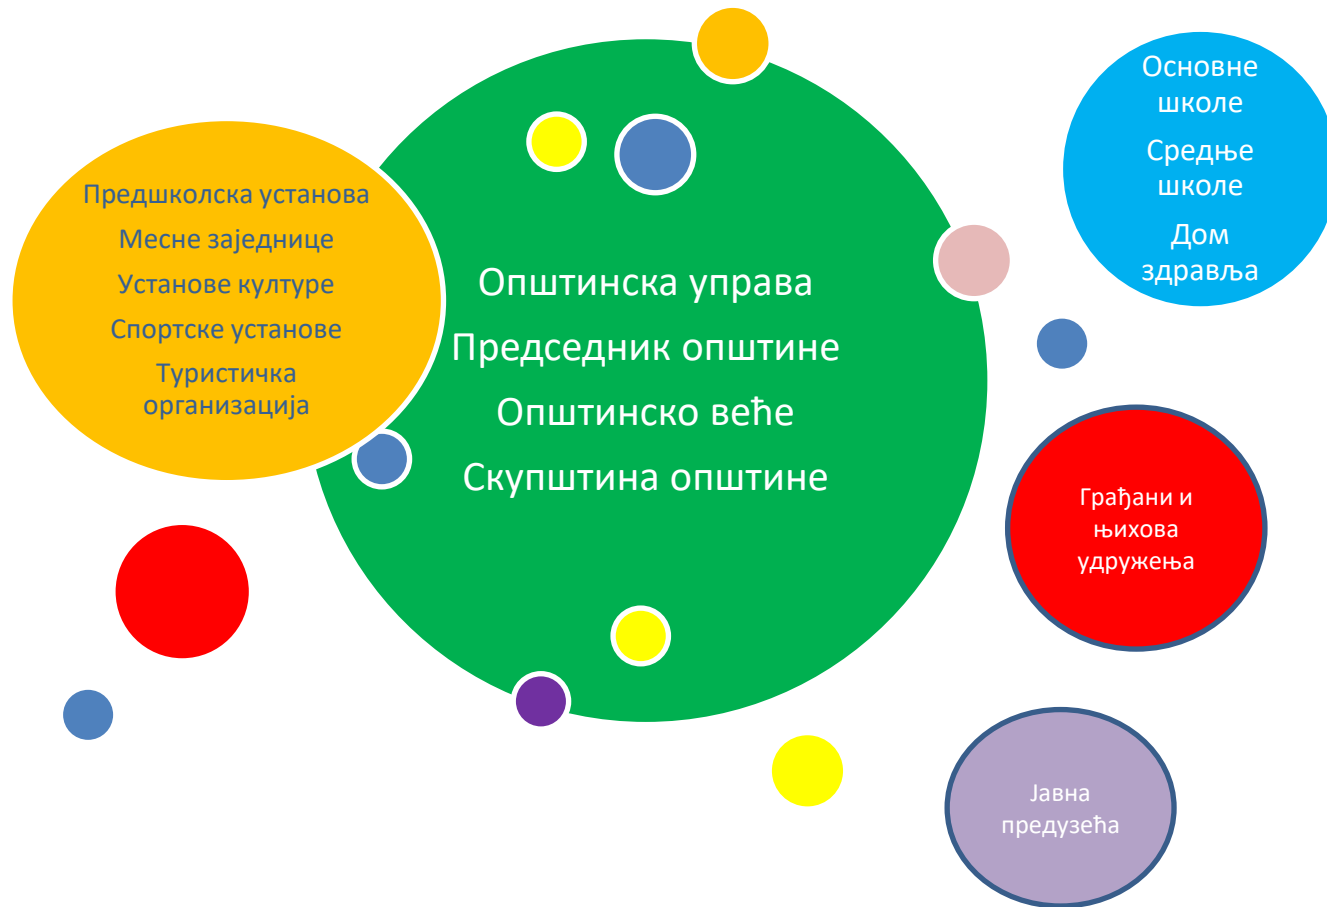 Предшколска установа
Месне заједнице
Установе културе
Спортске установе
Туристичка
организација
Општинска управа
Председник општине
Општинско веће
Скупштина општине
Основне
школе
Средње
школе
Дом
здравља
Грађани и
њихова
удружења
Јавна
предузећа